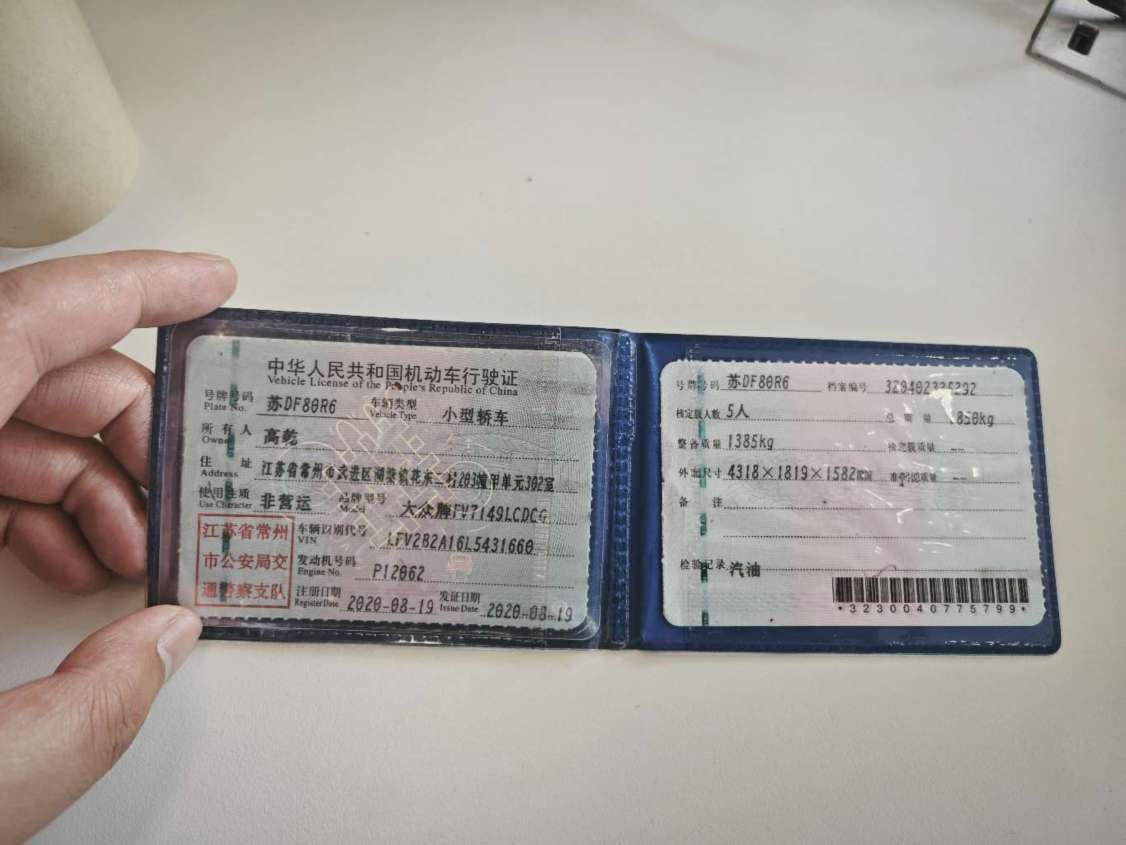 中华人民共和国机动车行驶证
Vehicle License of the People's Republic of China
号牌号码 苏DF80R6 车辆类型 小型轿车
Plate No. Vehicle Type
所有人 高乾
Owner
住址 江苏省常州市武进区湖塘镇花东二村203幢甲单元302室
Address
使用性质 非营运 品牌型号 大众牌FV7149LCDCG
Use Character Model
江苏省常州
市公安局交
通警察支队
车辆识别代号 LFV2B2A16L5431660
VIN
发动机号码 P12062
Engine No.
注册日期 2020-08-19 发证日期 2020-08-19
Register Date Issue Date
号牌号码 苏DF80R6 档案编号
核定载人数 5人 总质量 1850kg
整备质量 1385kg 核定载质量 --
外廓尺寸 4318×1819×1582mm 准牵引总质量 --
备注
检验记录 汽油
*3230040775799*